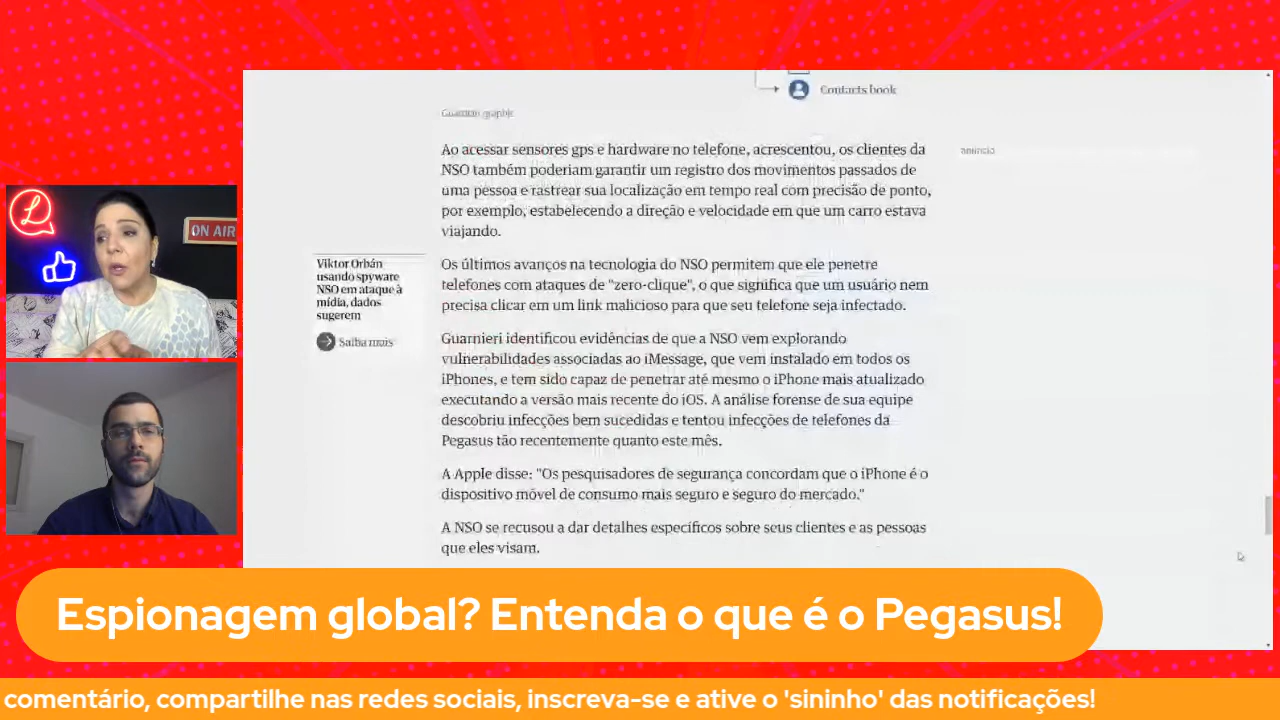 Contacts book
Guardian graphic
Ao acessar sensores gps e hardware no telefone, acrescentou, os clientes da
NSO também poderiam garantir um registro dos movimentos passados de
uma pessoa e rastrear sua localização em tempo real com precisão de ponto,
por exemplo, estabelecendo a direção e velocidade em que um carro estava
viajando.
anúncio
L
ON AIR
Viktor Orbán
usando spyware
NSO em ataque à
mídia, dados
sugerem
Saiba mais
Os últimos avanços na tecnologia do NSO permitem que ele penetre
telefones com ataques de "zero-clique", o que significa que um usuário nem
precisa clicar em um link malicioso para que seu telefone seja infectado.
Guarnieri identificou evidências de que a NSO vem explorando
vulnerabilidades associadas ao iMessage, que vem instalado em todos os
iPhones, e tem sido capaz de penetrar até mesmo o iPhone mais atualizado
executando a versão mais recente do iOS. A análise forense de sua equipe
descobriu infecções bem sucedidas e tentou infecções de telefones da
Pegasus tão recentemente quanto este mês.
A Apple disse: "Os pesquisadores de segurança concordam que o iPhone é o
dispositivo móvel de consumo mais seguro e seguro do mercado."
A NSO se recusou a dar detalhes específicos sobre seus clientes e as pessoas
que eles visam.
Espionagem global? Entenda o que é o Pegasus!
comentário, compartilhe nas redes sociais, inscreva-se e ative o 'sininho' das notificações!